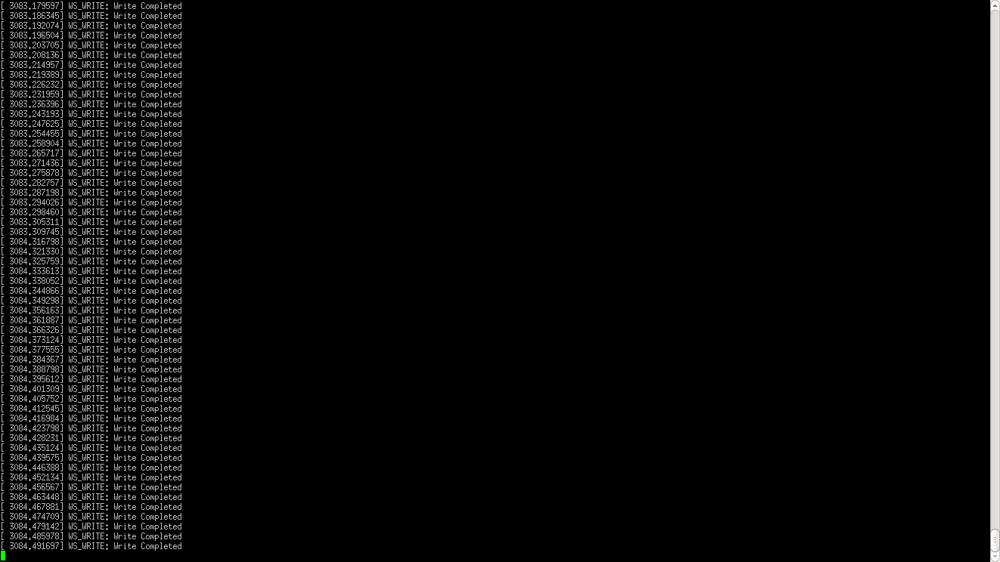 [ 3083.179597] WS_WRITE: Write Completed
[ 3083.186345] WS_WRITE: Write Completed
[ 3083.192074] WS_WRITE: Write Completed
[ 3083.196504] WS_WRITE: Write Completed
[ 3083.203705] WS_WRITE: Write Completed
[ 3083.208136] WS_WRITE: Write Completed
[ 3083.214957] WS_WRITE: Write Completed
[ 3083.219389] WS_WRITE: Write Completed
[ 3083.226232] WS_WRITE: Write Completed
[ 3083.231959] WS_WRITE: Write Completed
[ 3083.236396] WS_WRITE: Write Completed
[ 3083.243193] WS_WRITE: Write Completed
[ 3083.247625] WS_WRITE: Write Completed
[ 3083.254455] WS_WRITE: Write Completed
[ 3083.258904] WS_WRITE: Write Completed
[ 3083.265717] WS_WRITE: Write Completed
[ 3083.271436] WS_WRITE: Write Completed
[ 3083.275878] WS_WRITE: Write Completed
[ 3083.282757] WS_WRITE: Write Completed
[ 3083.287198] WS_WRITE: Write Completed
[ 3083.294026] WS_WRITE: Write Completed
[ 3083.298460] WS_WRITE: Write Completed
[ 3083.305311] WS_WRITE: Write Completed
[ 3083.309745] WS_WRITE: Write Completed
[ 3084.316798] WS_WRITE: Write Completed
[ 3084.321330] WS_WRITE: Write Completed
[ 3084.325759] WS_WRITE: Write Completed
[ 3084.333613] WS_WRITE: Write Completed
[ 3084.338052] WS_WRITE: Write Completed
[ 3084.344866] WS_WRITE: Write Completed
[ 3084.349298] WS_WRITE: Write Completed
[ 3084.356163] WS_WRITE: Write Completed
[ 3084.361887] WS_WRITE: Write Completed
[ 3084.366326] WS_WRITE: Write Completed
[ 3084.373124] WS_WRITE: Write Completed
[ 3084.377555] WS_WRITE: Write Completed
[ 3084.384367] WS_WRITE: Write Completed
[ 3084.388798] WS_WRITE: Write Completed
[ 3084.395612] WS_WRITE: Write Completed
[ 3084.401309] WS_WRITE: Write Completed
[ 3084.405752] WS_WRITE: Write Completed
[ 3084.412545] WS_WRITE: Write Completed
[ 3084.416984] WS_WRITE: Write Completed
[ 3084.423798] WS_WRITE: Write Completed
[ 3084.428231] WS_WRITE: Write Completed
[ 3084.435124] WS_WRITE: Write Completed
[ 3084.439575] WS_WRITE: Write Completed
[ 3084.446388] WS_WRITE: Write Completed
[ 3084.452134] WS_WRITE: Write Completed
[ 3084.456567] WS_WRITE: Write Completed
[ 3084.463448] WS_WRITE: Write Completed
[ 3084.467881] WS_WRITE: Write Completed
[ 3084.474709] WS_WRITE: Write Completed
[ 3084.479142] WS_WRITE: Write Completed
[ 3084.485978] WS_WRITE: Write Completed
[ 3084.491697] WS_WRITE: Write Completed